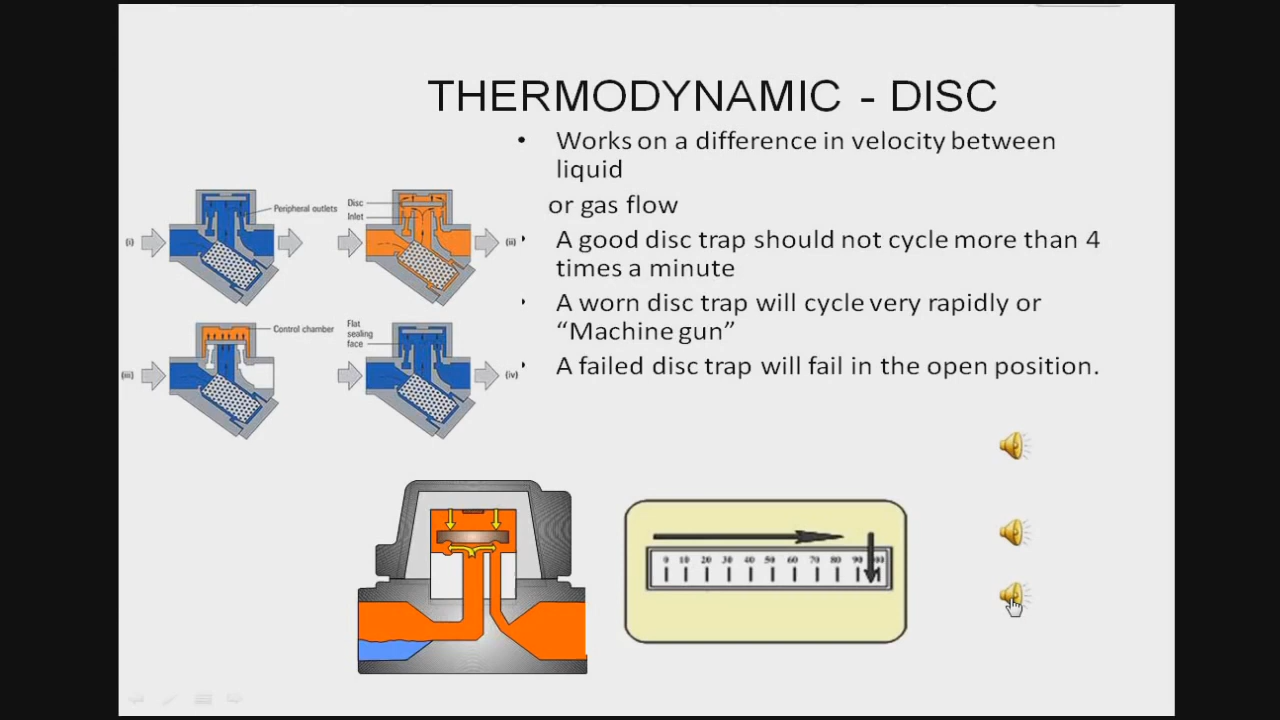 THERMODYNAMIC - DISC
• Works on a difference in velocity between
liquid
or gas flow
• A good disc trap should not cycle more than 4
times a minute
• A worn disc trap will cycle very rapidly or
“Machine gun”
• A failed disc trap will fail in the open position.
Peripheral outlets
(i)
Disc
Inlet
(ii)
Control chamber
(iii)
Flat
sealing
face
(iv)
0 10 20 30 40 50 60 70 80 90